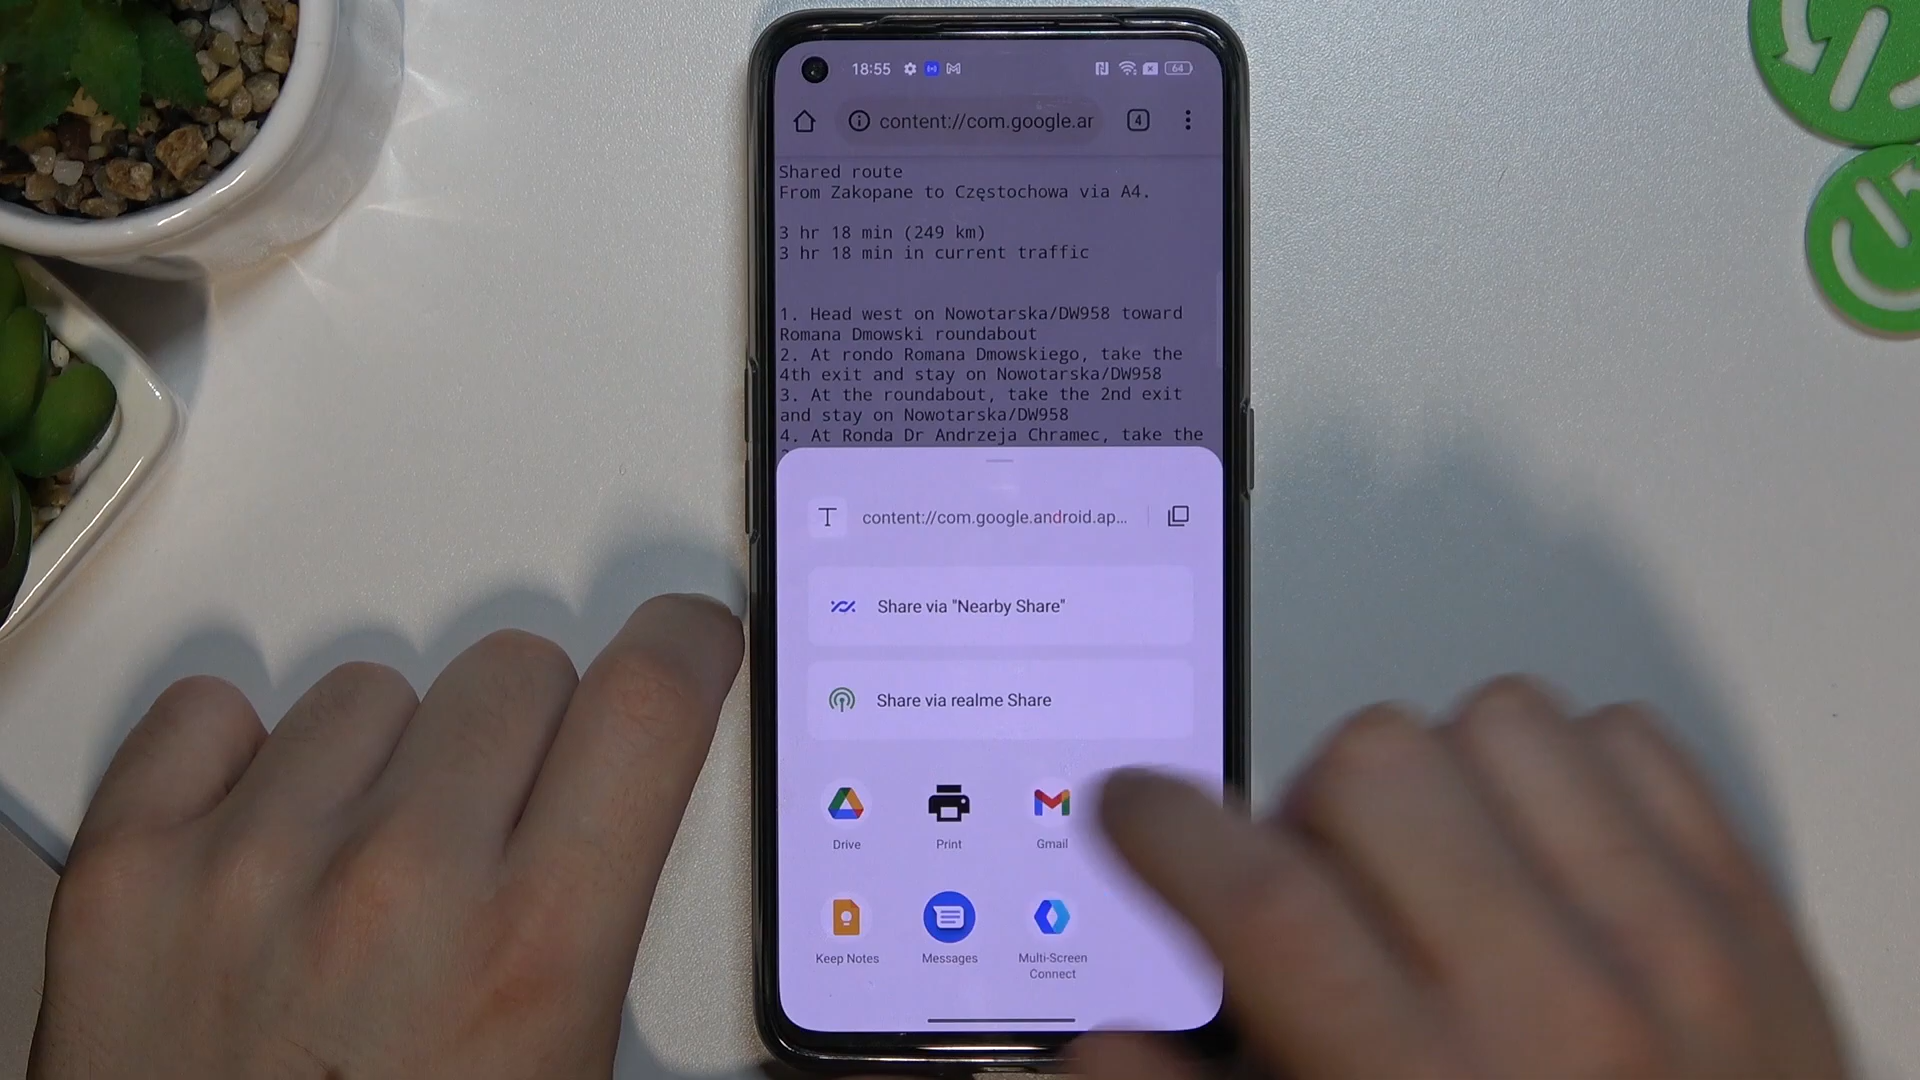 18:55
64
content://com.google.ar
4
Shared route
From Zakopane to Częstochowa via A4.
3 hr 18 min (249 km)
3 hr 18 min in current traffic
1. Head west on Nowotarska/DW958 toward
Romana Dmowski roundabout
2. At rondo Romana Dmowskiego, take the
4th exit and stay on Nowotarska/DW958
3. At the roundabout, take the 2nd exit
and stay on Nowotarska/DW958
4. At Ronda Dr Andrzeja Chramec, take the
content://com.google.android.ap...
Share via "Nearby Share"
Share via realme Share
Drive
Print
Gmail
Keep Notes
Messages
Multi-Screen
Connect